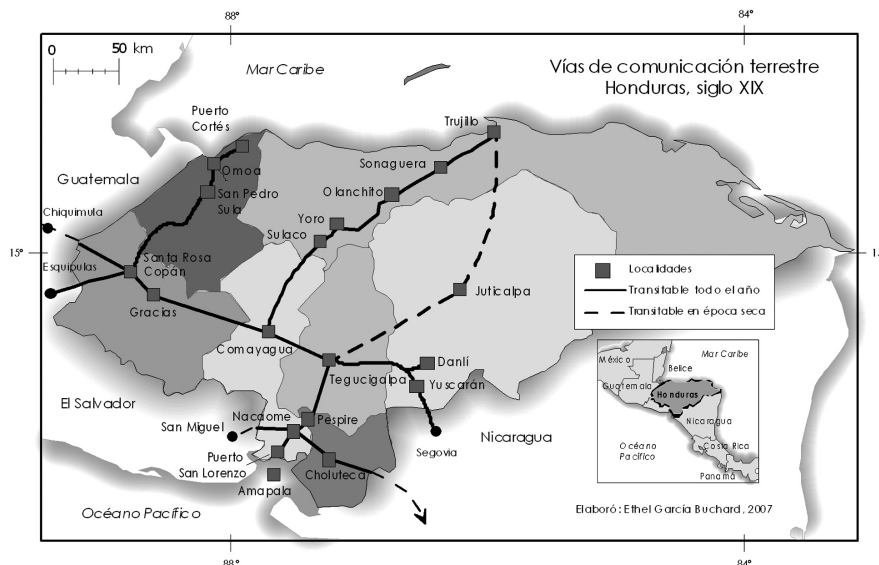 88°
84°
0 50 km
Mar Caribe
Vías de comunicación terrestre
Honduras, siglo XIX
Puerto
Cortés
Trujillo
Omoa
Sonaguera
Guatemala
San Pedro
Sula
Olanchito
Chiquimula
Yoro
Sulaco
15°
Santa Rosa
Copán
Esquipulas
Localidades
Transitable todo el año
Transitable en época seca
Gracias
Juticalpa
Comayagua
Danlí
Tegucigalpa
Yuscarán
México
Mar Caribe
Belice
Guatemala
Honduras
Nicaragua
Océano
Pacífico
Costa Rica
Panamá
El Salvador
Nacaome
Pespire
San Miguel
Segovia
Nicaragua
Puerto
San Lorenzo
Choluteca
Amapala
Océano Pacífico
Elaboró: Ethel García Buchard, 2007
88°
84°